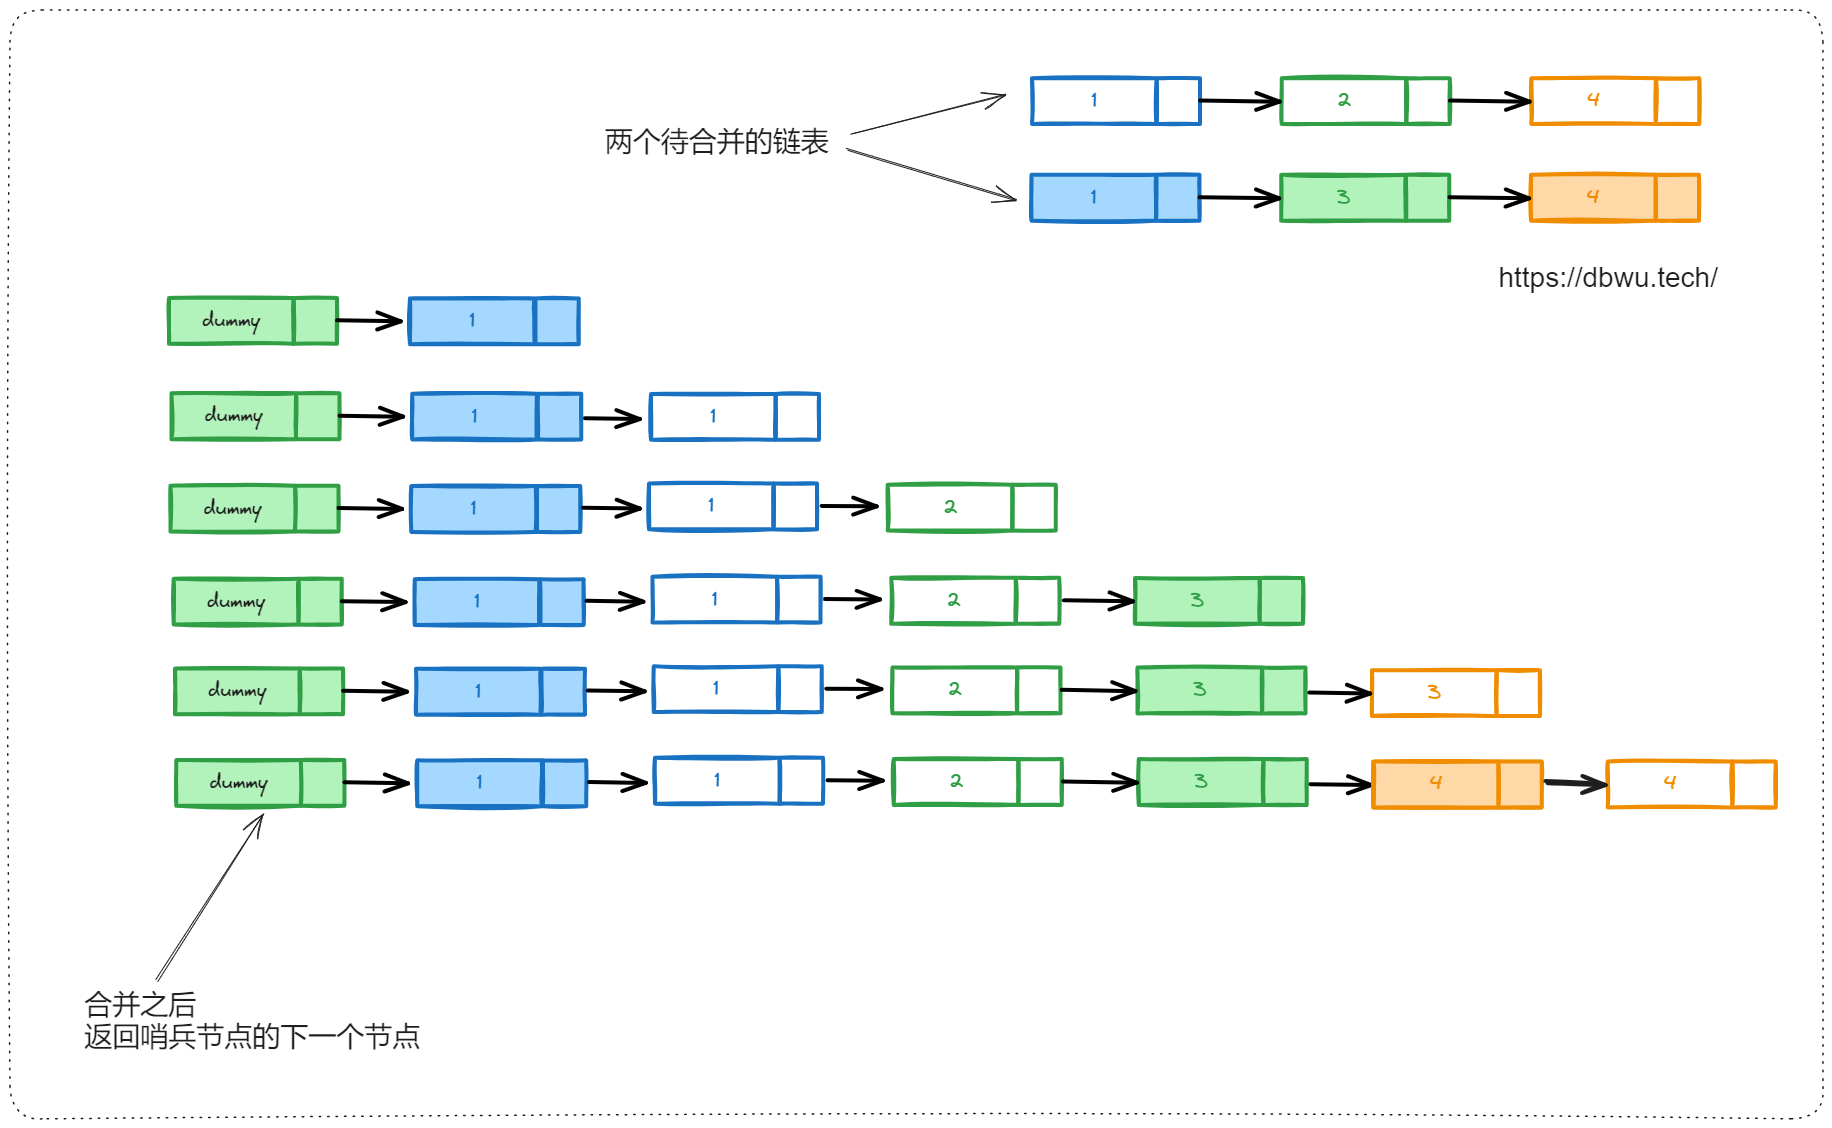 1 2 4
两个待合并的链表
1 3 4
https://dbwu.tech/
dummy 1
dummy 1 1
dummy 1 1 2
dummy 1 1 2 3
dummy 1 1 2 3 3
dummy 1 1 2 3 4 4
合并之后
返回哨兵节点的下一个节点